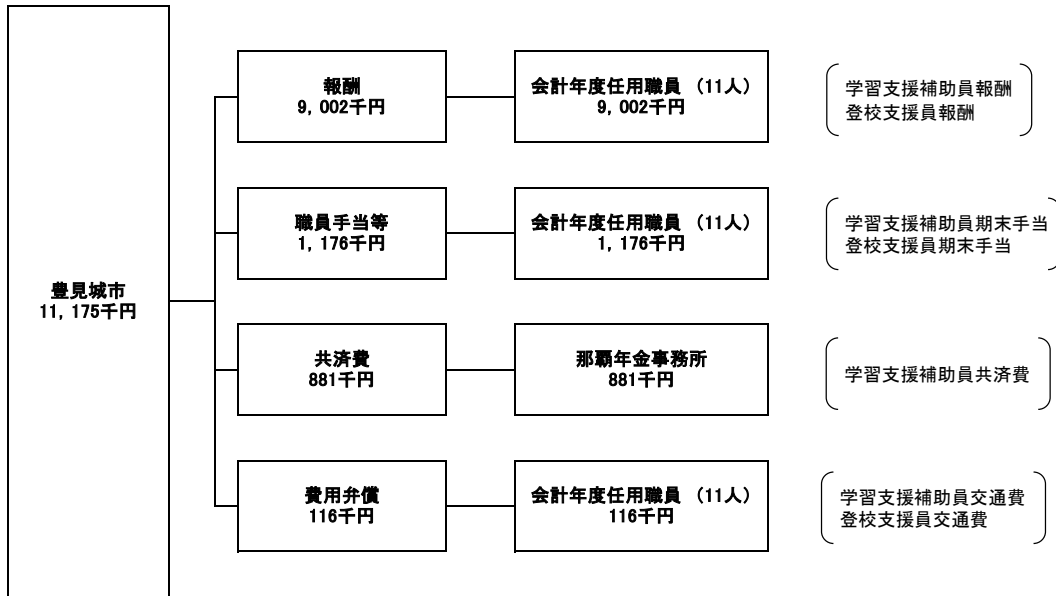 豊見城市
11,175千円
報酬
9,002千円
会計年度任用職員 （11人）
9,002千円
学習支援補助員報酬
登校支援員報酬
職員手当等
1,176千円
会計年度任用職員 （11人）
1,176千円
学習支援補助員期末手当
登校支援員期末手当
共済費
881千円
那覇年金事務所
881千円
学習支援補助員共済費
費用弁償
116千円
会計年度任用職員 （11人）
116千円
学習支援補助員交通費
登校支援員交通費